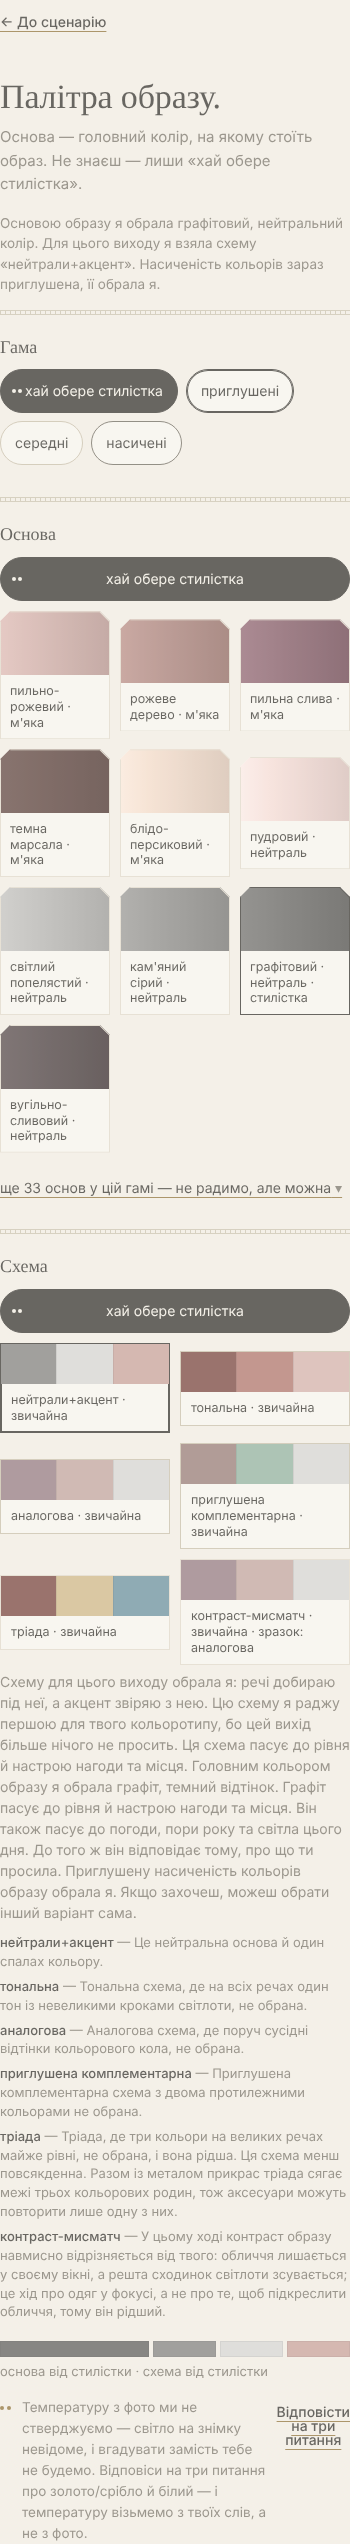 ← До сценарію
Палітра образу.
Основа — головний колір, на якому стоїть
образ. Не знаєш — лиши «хай обере
стилістка».
Основою образу я обрала графітовий, нейтральний
колір. Для цього виходу я взяла схему
«нейтрали+акцент». Насиченість кольорів зараз
приглушена, її обрала я.
Гама
хай обере стилістка
приглушені
середні
насичені
Основа
хай обере стилістка
пильно-
рожевий ·
м'яка
рожеве
дерево · м'яка
пильна слива ·
м'яка
темна
марсала ·
м'яка
блідо-
персиковий ·
м'яка
пудровий ·
нейтраль
світлий
попелястий ·
нейтраль
кам'яний
сірий ·
нейтраль
графітовий ·
нейтраль ·
стилістка
вугільно-
сливовий ·
нейтраль
ще 33 основ у цій гамі — не радимо, але можна ▾
Схема
хай обере стилістка
нейтрали+акцент ·
звичайна
тональна · звичайна
аналогова · звичайна
приглушена
комплементарна ·
звичайна
тріада · звичайна
контраст-мисматч ·
звичайна · зразок:
аналогова
Схему для цього виходу обрала я: речі добираю
під неї, а акцент звіряю з нею. Цю схему я раджу
першою для твого кольоротипу, бо цей вихід
більше нічого не просить. Ця схема пасує до рівня
й настрою нагоди та місця. Головним кольором
образу я обрала графіт, темний відтінок. Графіт
пасує до рівня й настрою нагоди та місця. Він
також пасує до погоди, пори року та світла цього
дня. До того ж він відповідає тому, про що ти
просила. Приглушену насиченість кольорів
образу обрала я. Якщо захочеш, можеш обрати
інший варіант сама.
нейтрали+акцент — Це нейтральна основа й один
спалах кольору.
тональна — Тональна схема, де на всіх речах один
тон із невеликими кроками світлоти, не обрана.
аналогова — Аналогова схема, де поруч сусідні
відтінки кольорового кола, не обрана.
приглушена комплементарна — Приглушена
комплементарна схема з двома протилежними
кольорами не обрана.
тріада — Тріада, де три кольори на великих речах
майже рівні, не обрана, і вона рідша. Ця схема менш
повсякденна. Разом із металом прикрас тріада сягає
межі трьох кольорових родин, тож аксесуари можуть
повторити лише одну з них.
контраст-мисматч — У цьому ході контраст образу
навмисно відрізняється від твого: обличчя лишається
у своєму вікні, а решта сходинок світлоти зсувається;
це хід про одяг у фокусі, а не про те, щоб підкреслити
обличчя, тому він рідший.
основа від стилістки · схема від стилістки
Температуру з фото ми не
стверджуємо — світло на знімку
невідоме, і вгадувати замість тебе
не будемо. Відповіси на три питання
про золото/срібло й білий — і
температуру візьмемо з твоїх слів, а
не з фото.
Відповісти
на три
питання